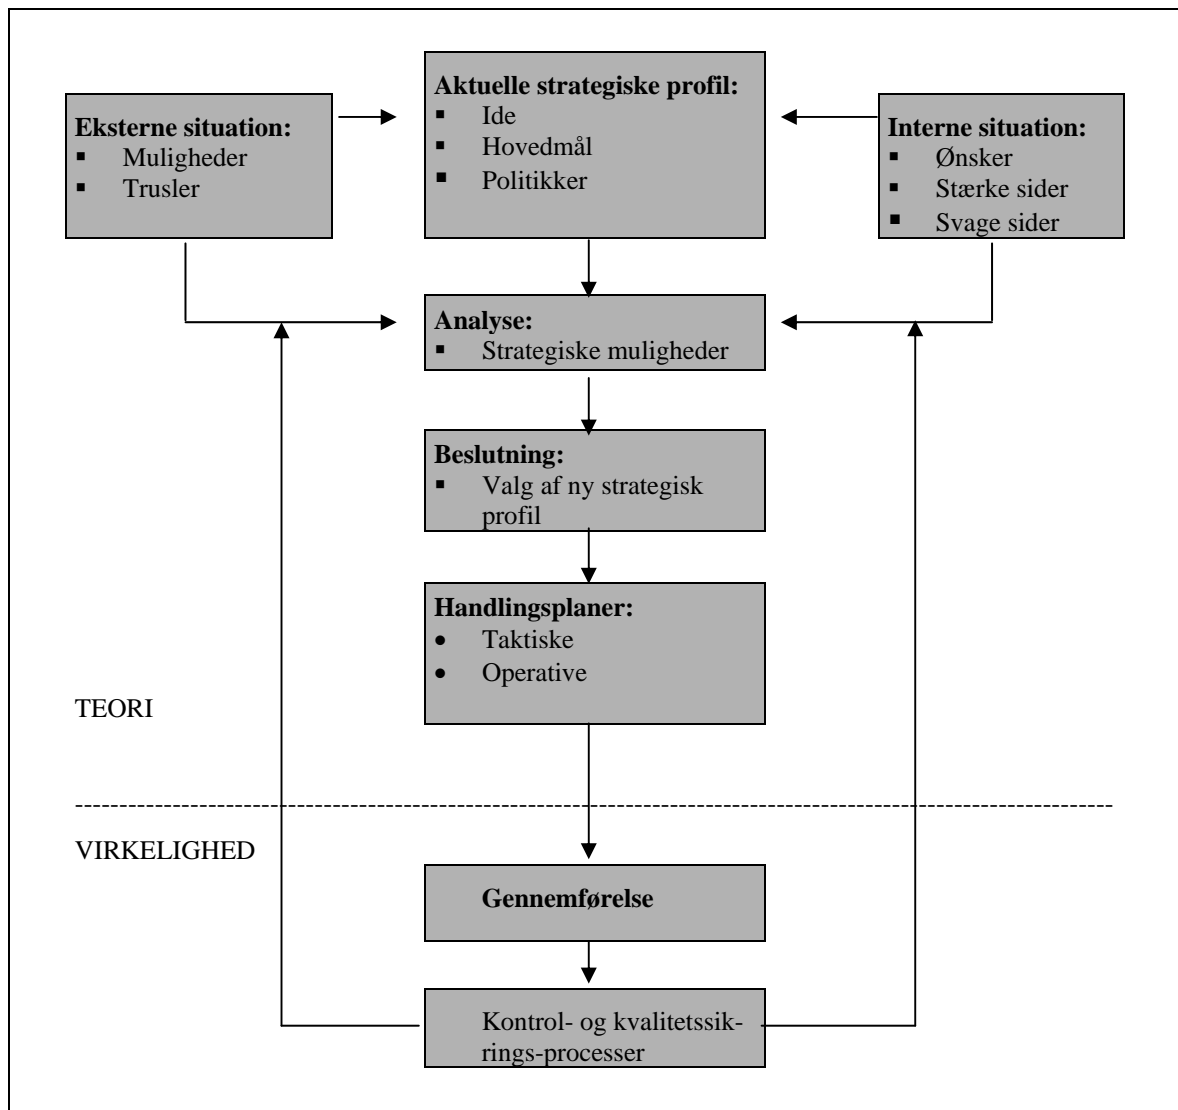 Eksterne situation:
▪ Muligheder
▪ Trusler
Aktuelle strategiske profil:
▪ Ide
▪ Hovedmål
▪ Politikker
Interne situation:
▪ Ønsker
▪ Stærke sider
▪ Svage sider
Analyse:
▪ Strategiske muligheder
Beslutning:
▪ Valg af ny strategisk
profil
Handlingsplaner:
• Taktiske
• Operative
TEORI
VIRKELIGHED
Gennemførelse
Kontrol- og kvalitetssik-
rings-processer